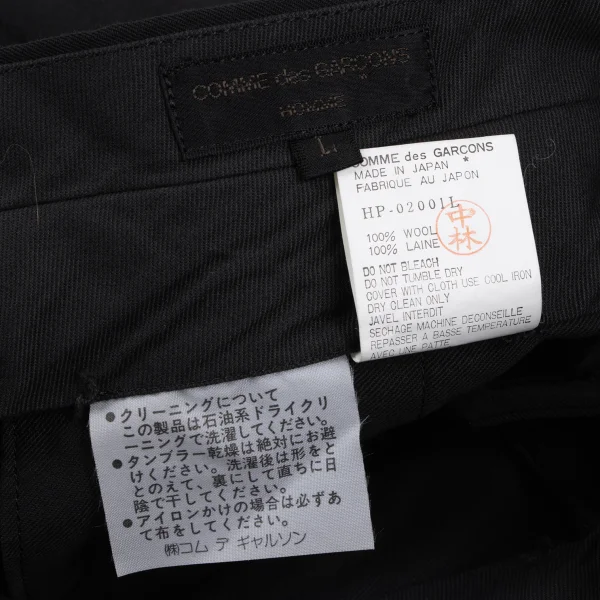 COMME des GARÇONS
HOMME
L
COMME des GARCONS *
MADE IN JAPAN
FABRIQUE AU JAPON
HP-02001L
中林
100% WOOL
100% LAINE
DO NOT BLEACH
DO NOT TUMBLE DRY
COVER WITH CLOTH USE COOL IRON
DRY CLEAN ONLY
JAVEL INTERDIT
SECHAGE MACHINE DECONSEILLE
REPASSER A BASSE TEMPERATURE
AVEC UNE PATTE
●クリーニングについて
この製品は石油系ドライクリ
ーニングで洗濯してください。
●タンブラー乾燥は絶対にお避
けください。洗濯後は形をと
とのえて、裏にして直ちに日
陰で干してください。
●アイロンかけの場合は必ずあ
て布をしてください。
㈱コム デ ギャルソン